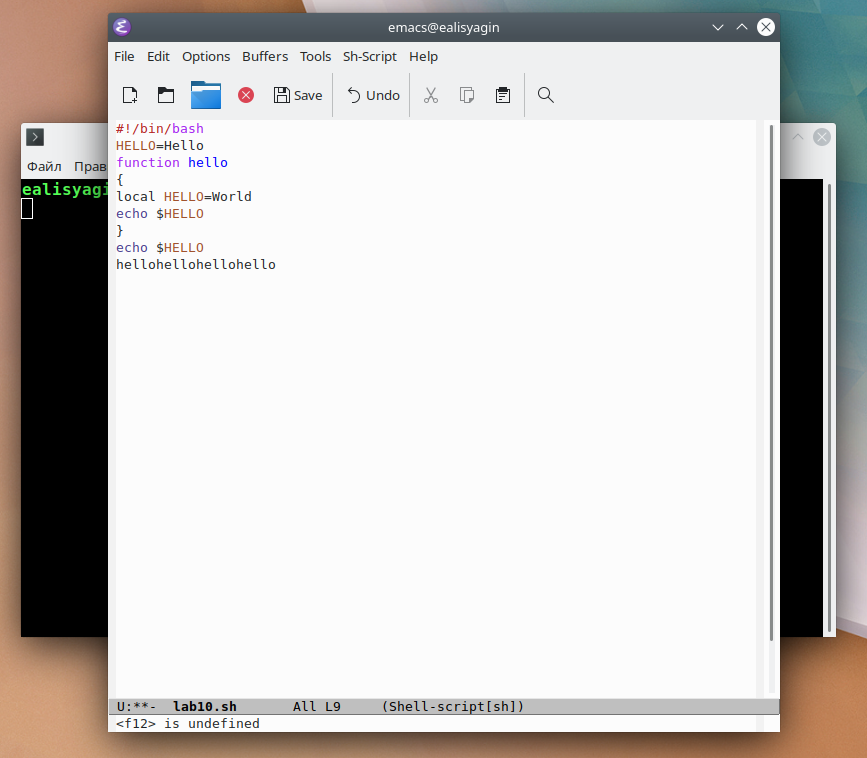 emacs@ealisyagin
File Edit Options Buffers Tools Sh-Script Help
Save Undo
Файл Прав
ealisyagi
#!/bin/bash
HELLO=Hello
function hello
{
local HELLO=World
echo $HELLO
}
echo $HELLO
hellohellohellohello
U:**- lab10.sh All L9 (Shell-script[sh])
<f12> is undefined